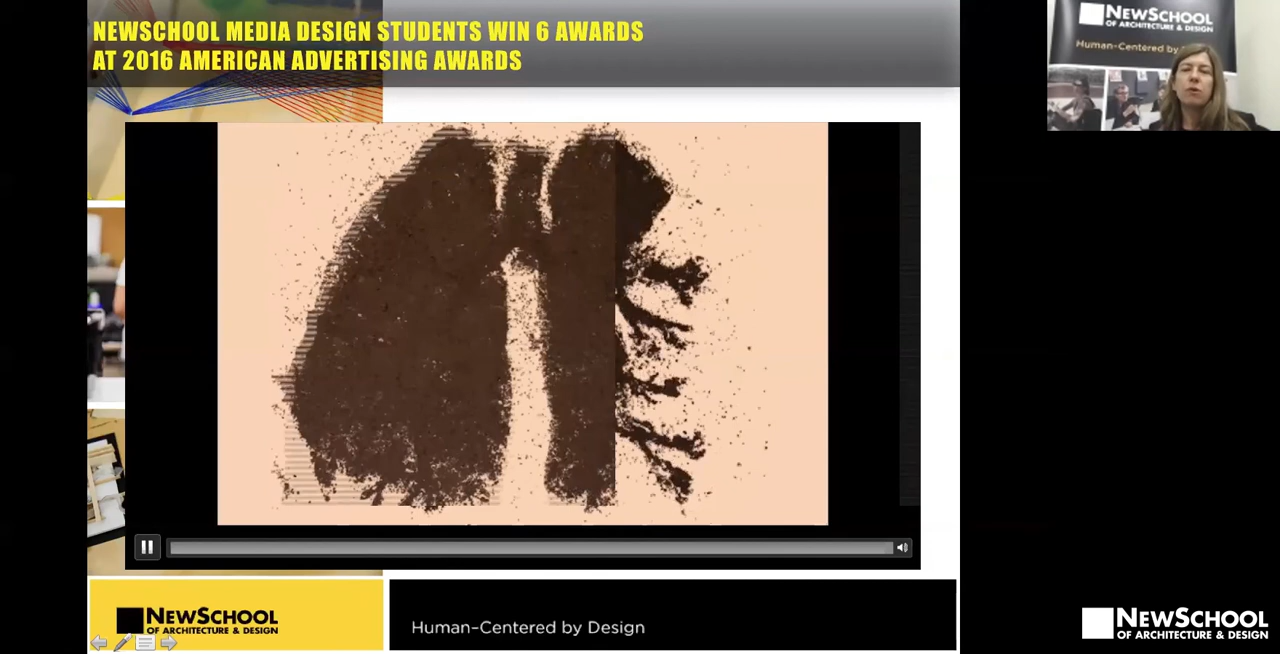 NEWSCHOOL MEDIA DESIGN STUDENTS WIN 6 AWARDS
AT 2016 AMERICAN ADVERTISING AWARDS
NEWSCHOOL
OF ARCHITECTURE & DESIGN
Human-Centered by
NEWSCHOOL
OF ARCHITECTURE & DESIGN
Human-Centered by Design
NEWSCHOOL
OF ARCHITECTURE & DESIGN